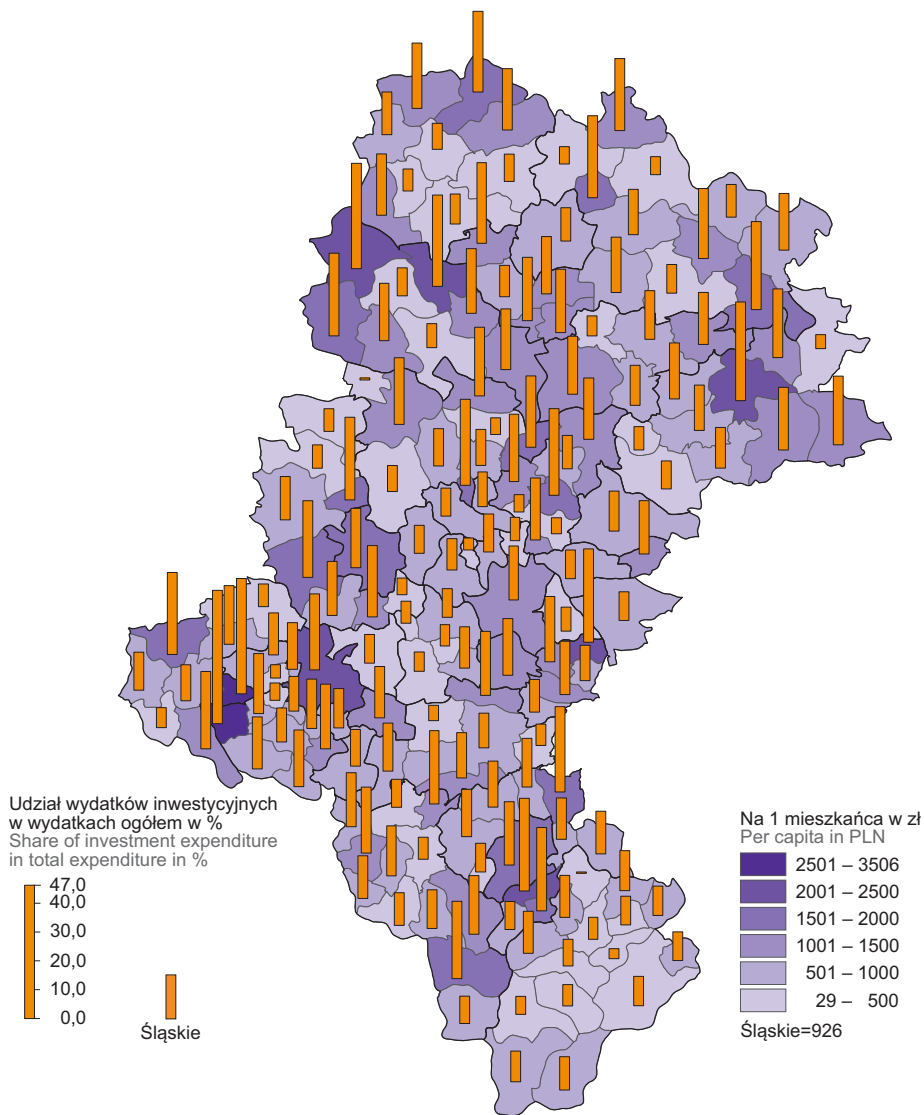 Udział wydatków inwestycyjnych
w wydatkach ogółem w %
Share of investment expenditure
in total expenditure in %
47,0
40,0
30,0
20,0
10,0
0,0
Śląskie
Na 1 mieszkańca w zł
Per capita in PLN
2501 – 3506
2001 – 2500
1501 – 2000
1001 – 1500
501 – 1000
29 – 500
Śląskie=926